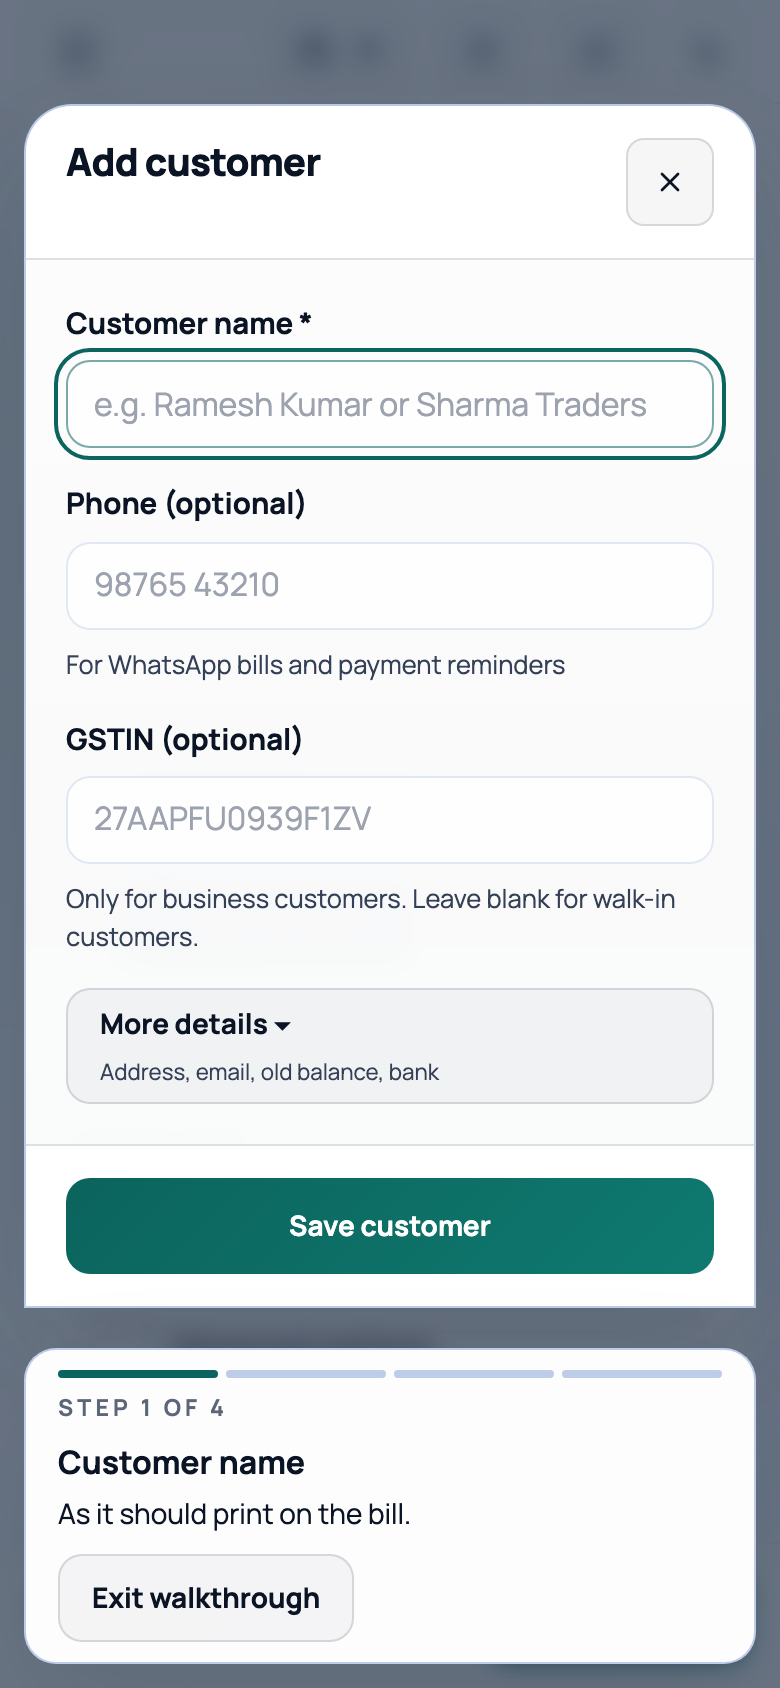 Add customer
Customer name *
e.g. Ramesh Kumar or Sharma Traders
Phone (optional)
98765 43210
For WhatsApp bills and payment reminders
GSTIN (optional)
27AAPFU0939F1ZV
Only for business customers. Leave blank for walk-in
customers.
More details
Address, email, old balance, bank
Save customer
STEP 1 OF 4
Customer name
As it should print on the bill.
Exit walkthrough